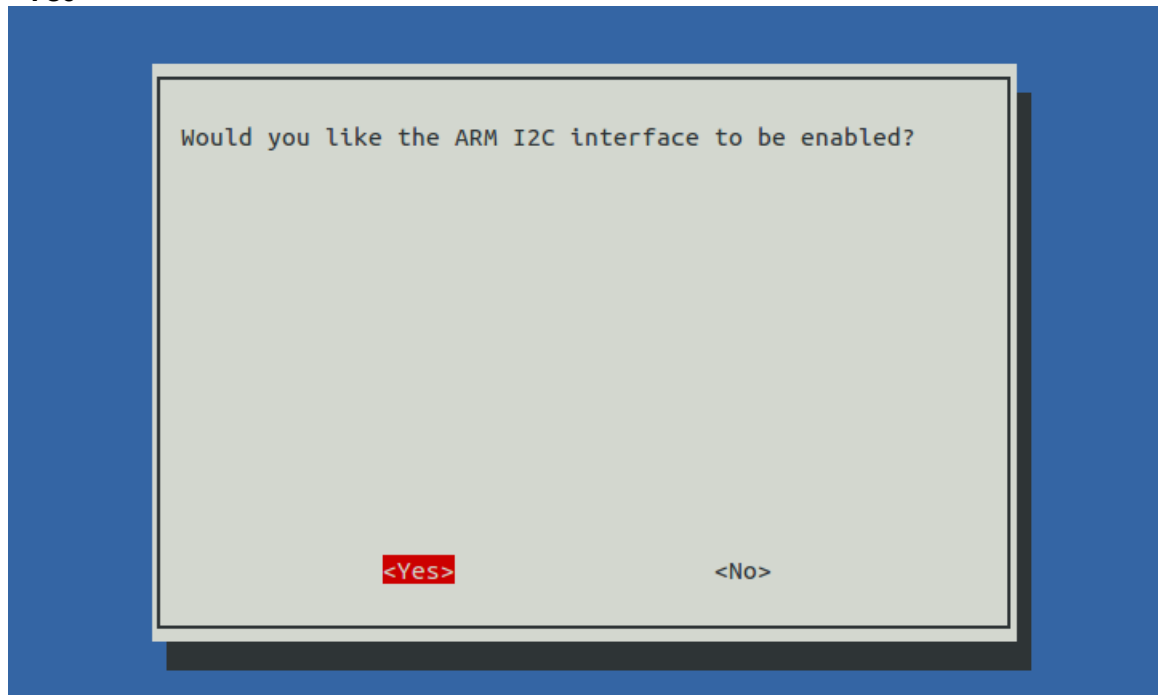 Would you like the ARM I2C interface to be enabled?
<Yes> <No>